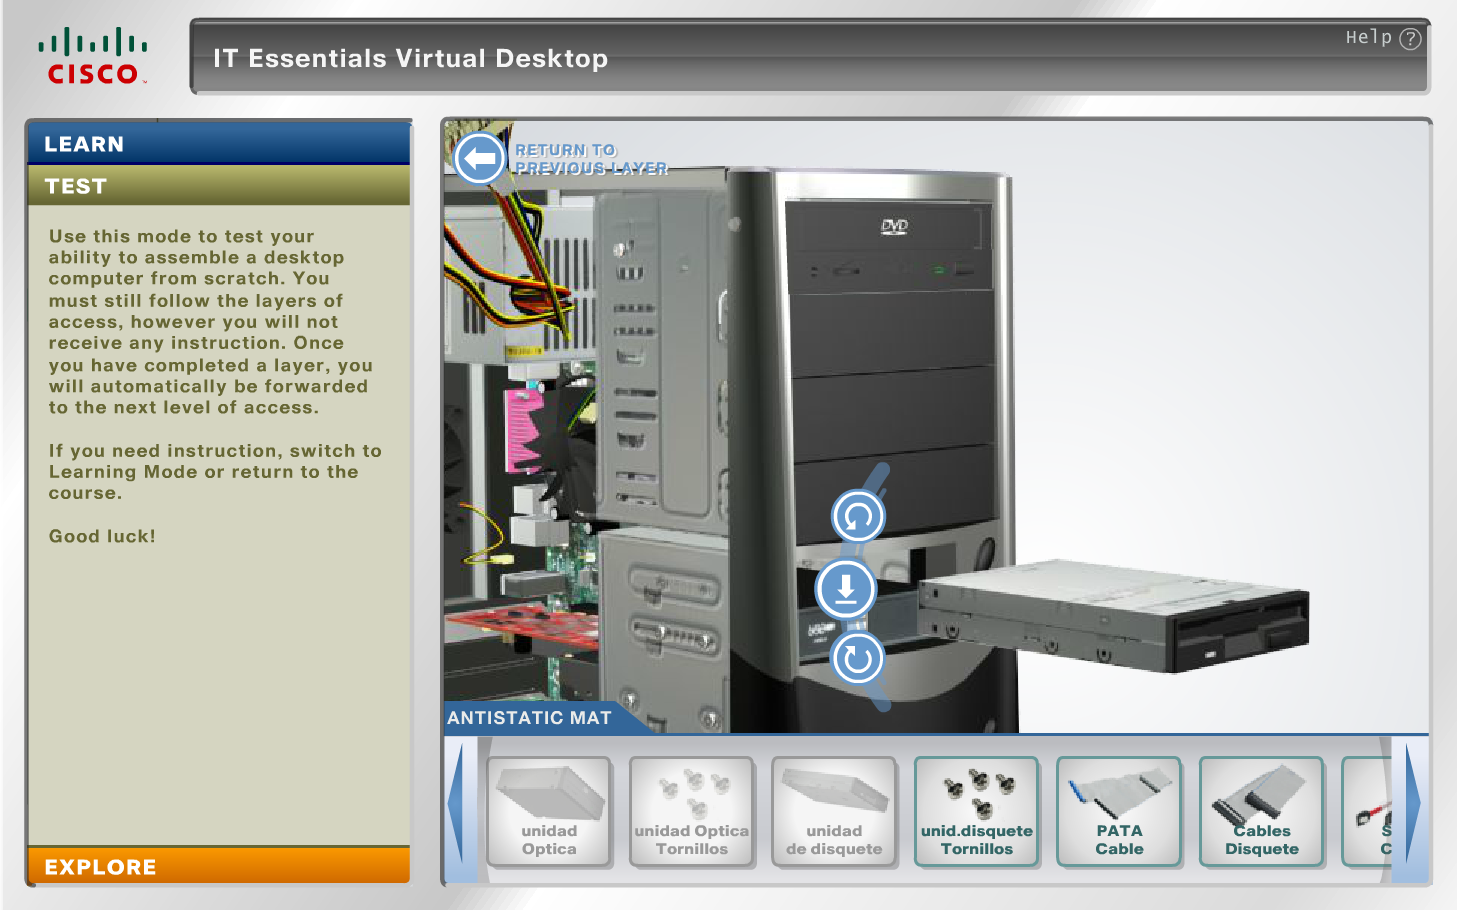 CISCO
IT Essentials Virtual Desktop
Help ?
LEARN
TEST
Use this mode to test your
ability to assemble a desktop
computer from scratch. You
must still follow the layers of
access, however you will not
receive any instruction. Once
you have completed a layer, you
will automatically be forwarded
to the next level of access.
If you need instruction, switch to
Learning Mode or return to the
course.
Good luck!
EXPLORE
RETURN TO
PREVIOUS LAYER
DVD
ANTISTATIC MAT
unidad
Optica
unidad Optica
Tornillos
unidad
de disquete
unid.disquete
Tornillos
PATA
Cable
Cables
Disquete
S
C